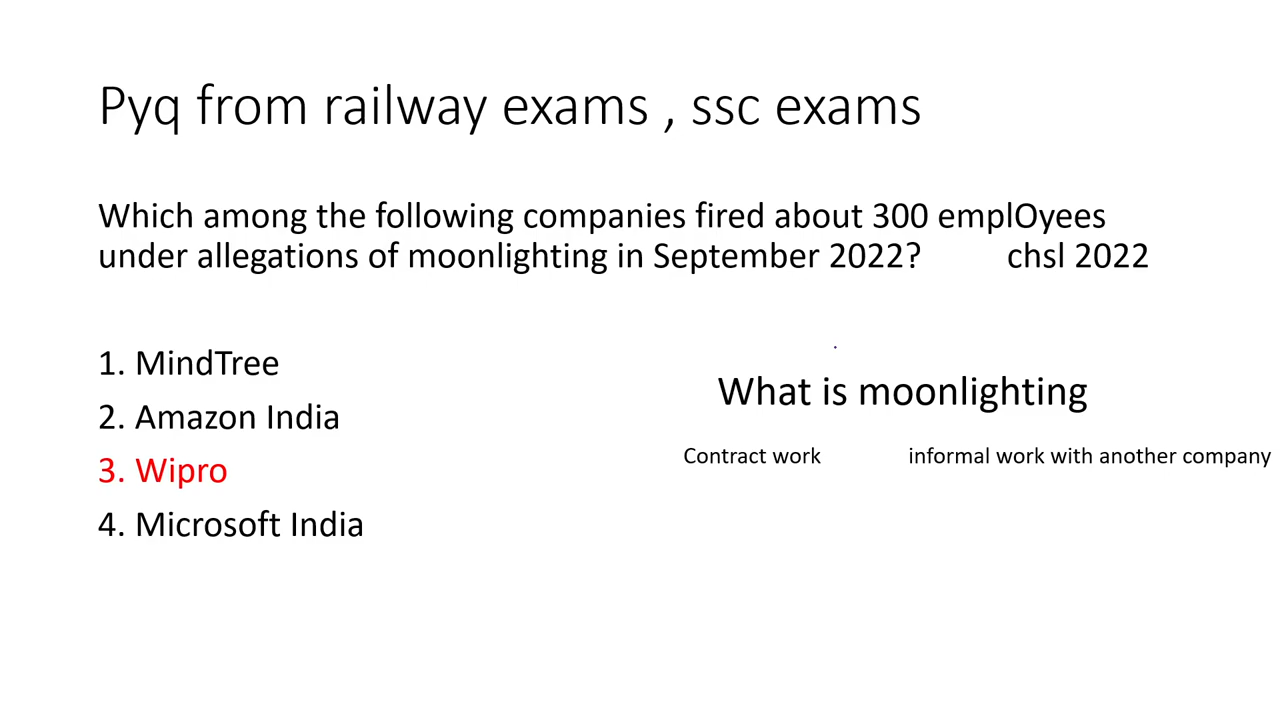 Pyq from railway exams , ssc exams
Which among the following companies fired about 300 emplOyees
under allegations of moonlighting in September 2022? chsl 2022
1. MindTree
2. Amazon India
3. Wipro
4. Microsoft India
What is moonlighting
Contract work informal work with another company